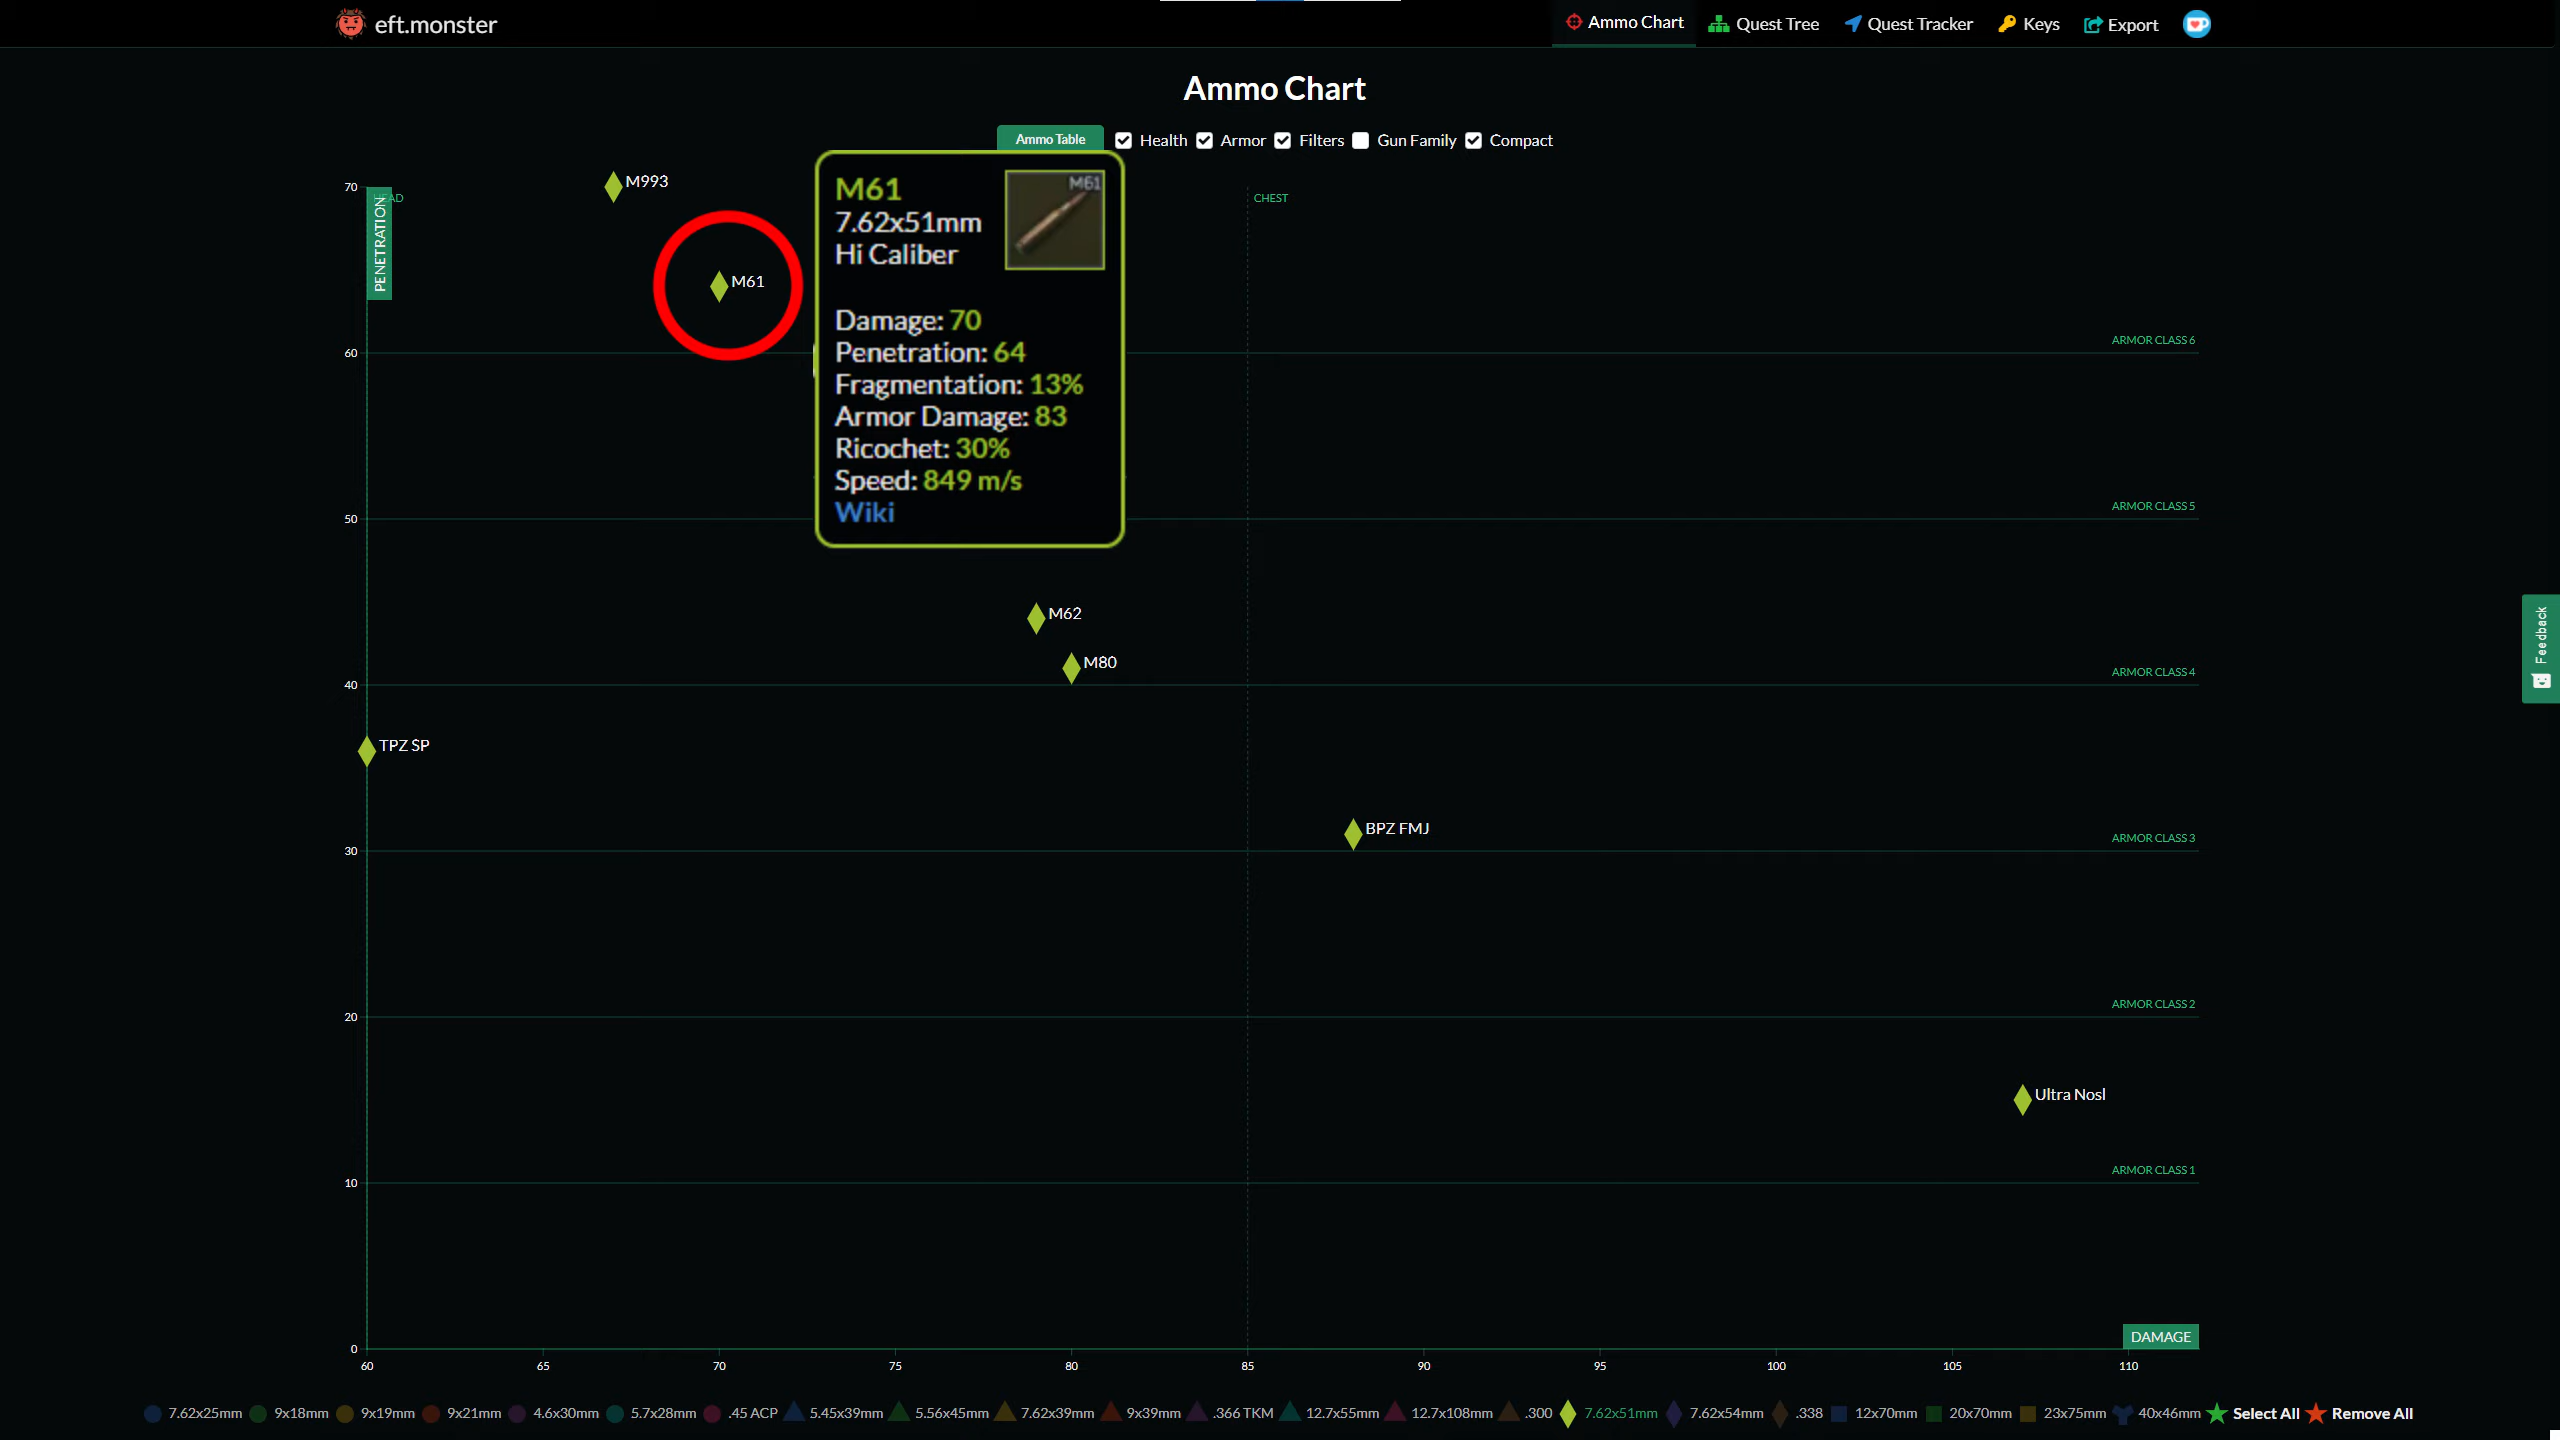 eft.monster
Ammo Chart
Quest Tree
Quest Tracker
Keys
Export
Ammo Chart
Ammo Table
Health
Armor
Filters
Gun Family
Compact
PENETRATION
CHEST
M993
M61
M61
7.62x51mm
Hi Caliber
M61
Damage: 70
Penetration: 64
Fragmentation: 13%
Armor Damage: 83
Ricochet: 30%
Speed: 849 m/s
Wiki
M62
M80
TPZ SP
BPZ FMJ
Ultra Nosl
ARMOR CLASS 6
ARMOR CLASS 5
ARMOR CLASS 4
ARMOR CLASS 3
ARMOR CLASS 2
ARMOR CLASS 1
Feedback
70
60
50
40
30
20
10
0
DAMAGE
60 65 70 75 80 85 90 95 100 105 110
7.62x25mm 9x18mm 9x19mm 9x21mm 4.6x30mm 5.7x28mm .45 ACP 5.45x39mm 5.56x45mm 7.62x39mm 9x39mm .366 TKM 12.7x55mm 12.7x108mm .300 7.62x51mm 7.62x54mm .338 12x70mm 20x70mm 23x75mm 40x46mm Select All Remove All